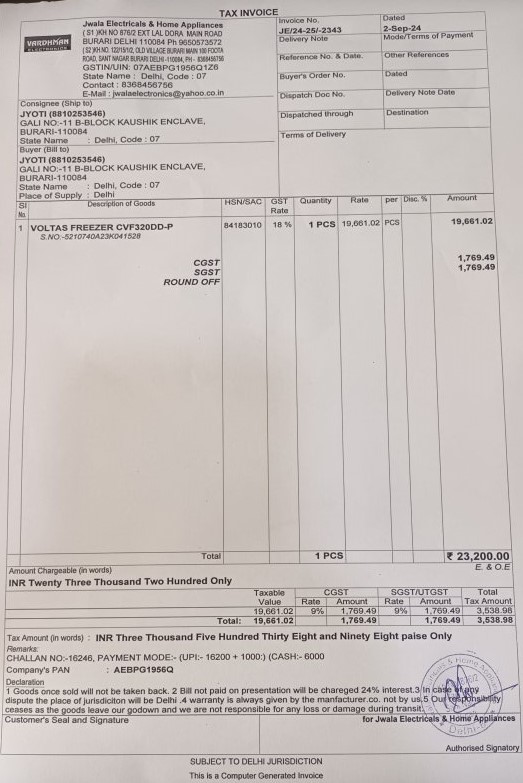 TAX INVOICE
VARDHMAN
ELECTRONICS
Jwala Electricals & Home Appliances
(S1)KH NO 876/2 EXT LAL DORA MAIN ROAD
BURARI DELHI 110084 Ph 9650573572
(S2)KH NO. 122/15/1/2, OLD VILLAGE BURARI MAIN 100 FOOTA
ROAD, SANT NAGAR BURARI DELHI-110084, PH- 8368456756
GSTIN/UIN: 07AEBPG1956Q1Z6
State Name : Delhi, Code : 07
Contact : 8368456756
E-Mail : jwalaelectronics@yahoo.co.in
Invoice No.
JE/24-25/-2343
Dated
2-Sep-24
Delivery Note
Mode/Terms of Payment
Reference No. & Date.
Other References
Buyer's Order No.
Dated
Dispatch Doc No.
Delivery Note Date
Dispatched through
Destination
Terms of Delivery
Consignee (Ship to)
JYOTI (8810253546)
GALI NO:-11 B-BLOCK KAUSHIK ENCLAVE,
BURARI-110084
State Name : Delhi, Code : 07
Buyer (Bill to)
JYOTI (8810253546)
GALI NO:-11 B-BLOCK KAUSHIK ENCLAVE,
BURARI-110084
State Name : Delhi, Code : 07
Place of Supply : Delhi
Sl No. Description of Goods HSN/SAC GST Rate Quantity Rate per Disc. % Amount
1 VOLTAS FREEZER CVF320DD-P 84183010 18 % 1 PCS 19,661.02 PCS 19,661.02
S.NO:-5210740A23K041528
CGST 1,769.49
SGST 1,769.49
ROUND OFF
Total 1 PCS ₹ 23,200.00
Amount Chargeable (in words) E. & O.E
INR Twenty Three Thousand Two Hundred Only
Taxable Value CGST SGST/UTGST Total Tax Amount
Rate Amount Rate Amount
19,661.02 9% 1,769.49 9% 1,769.49 3,538.98
Total: 19,661.02 1,769.49 1,769.49 3,538.98
Tax Amount (in words) : INR Three Thousand Five Hundred Thirty Eight and Ninety Eight paise Only
Remarks:
CHALLAN NO:-16246, PAYMENT MODE:- (UPI:- 16200 + 1000:) (CASH:- 6000
Company's PAN : AEBPG1956Q
Declaration
1 Goods once sold will not be taken back. 2 Bill not paid on presentation will be chareged 24% interest.3 In case of any
dispute the place of jurisdiciton will be Delhi .4 warranty is always given by the manfacturer.co. not by us.5 Our responsibility
ceases as the goods leave our godown and we are not responsible for any loss or damage during transit.
Customer's Seal and Signature
for Jwala Electricals & Home Appliances
Authorised Signatory
SUBJECT TO DELHI JURISDICTION
This is a Computer Generated Invoice